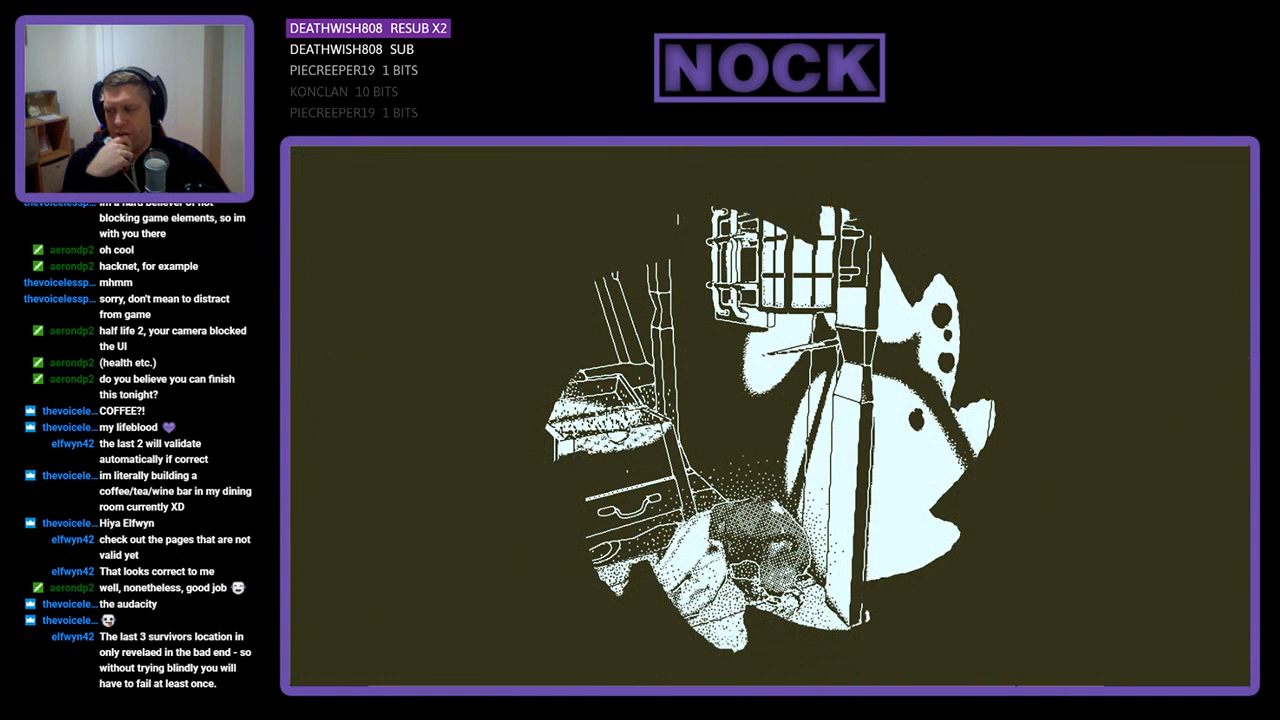 DEATHWISH808 RESUB X2
DEATHWISH808 SUB
PIECREEPER19 1 BITS
KONCLAN 10 BITS
PIECREEPER19 1 BITS
NOCK
blocking game elements, so im
with you there
aerondp2 oh cool
aerondp2 hacknet, for example
thevoicelessp... mhmm
thevoicelessp... sorry, don't mean to distract
from game
aerondp2 half life 2, your camera blocked
the UI
aerondp2 (health etc.)
aerondp2 do you believe you can finish
this tonight?
thevoicele... COFFEE?!
thevoicele... my lifeblood
elfwyn42 the last 2 will validate
automatically if correct
thevoicele... im literally building a
coffee/tea/wine bar in my dining
room currently XD
thevoicele... Hiya Elfwyn
elfwyn42 check out the pages that are not
valid yet
elfwyn42 That looks correct to me
aerondp2 well, nonetheless, good job
thevoicele... the audacity
thevoicele...
elfwyn42 The last 3 survivors location in
only revelaed in the bad end - so
without trying blindly you will
have to fail at least once.